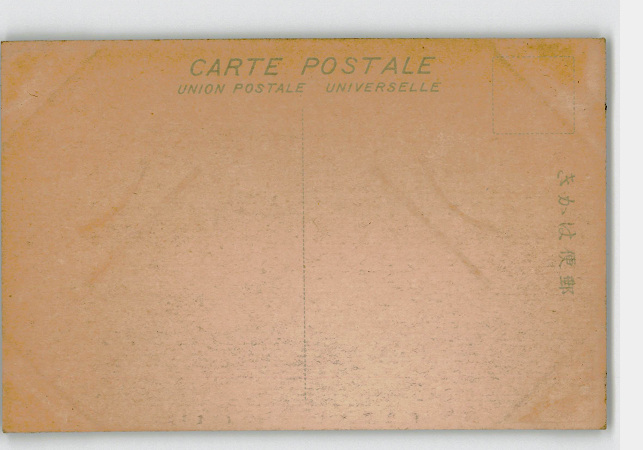 CARTE POSTALE
UNION POSTALE UNIVERSELLE
きかは便郵